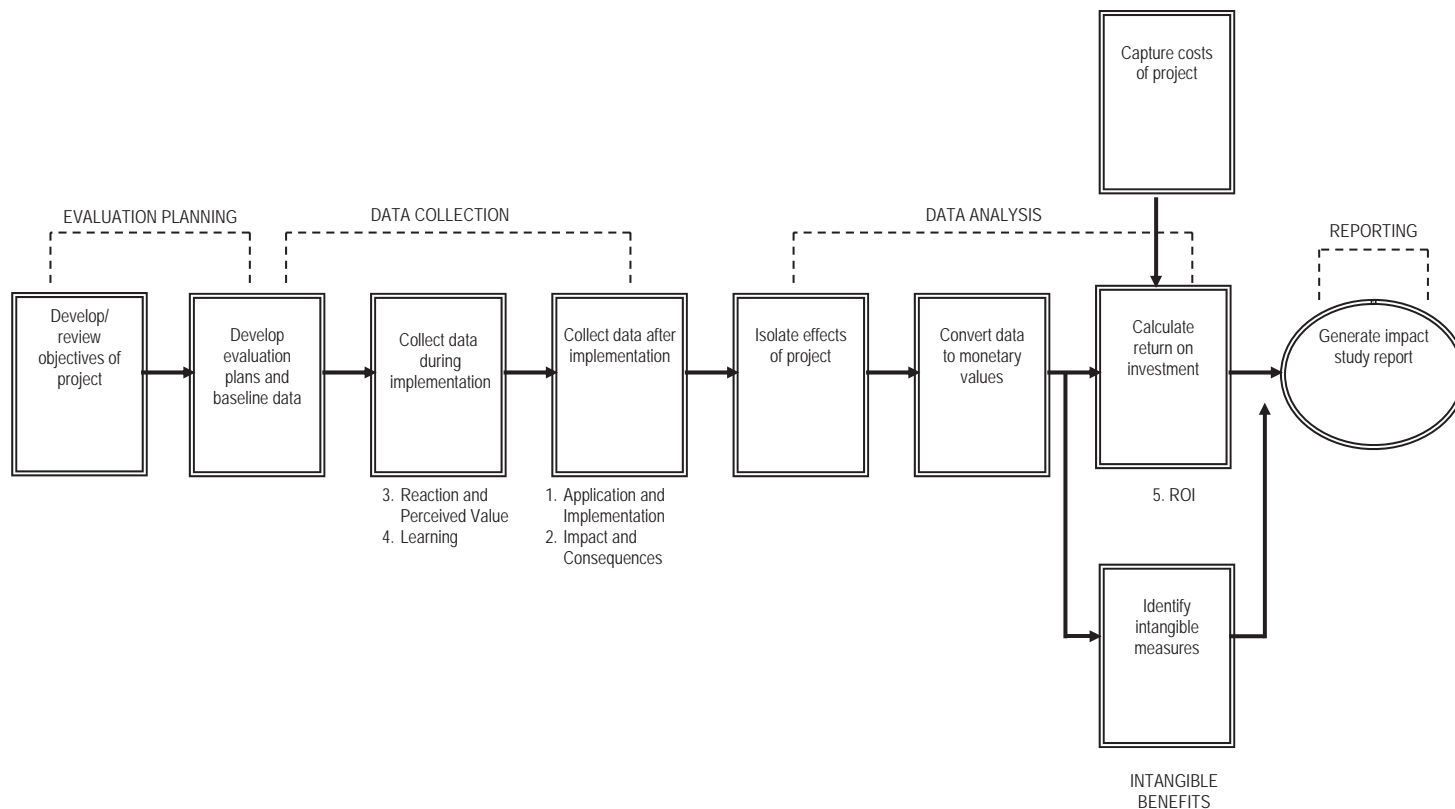 Capture costs
of project
EVALUATION PLANNING
DATA COLLECTION
DATA ANALYSIS
REPORTING
Develop/
review
objectives of
project
Develop
evaluation
plans and
baseline data
Collect data
during
implementation
Collect data after
implementation
Isolate effects
of project
Convert data
to monetary
values
Calculate
return on
investment
Generate impact
study report
3. Reaction and
Perceived Value
4. Learning
1. Application and
Implementation
2. Impact and
Consequences
5. ROI
Identify
intangible
measures
INTANGIBLE
BENEFITS